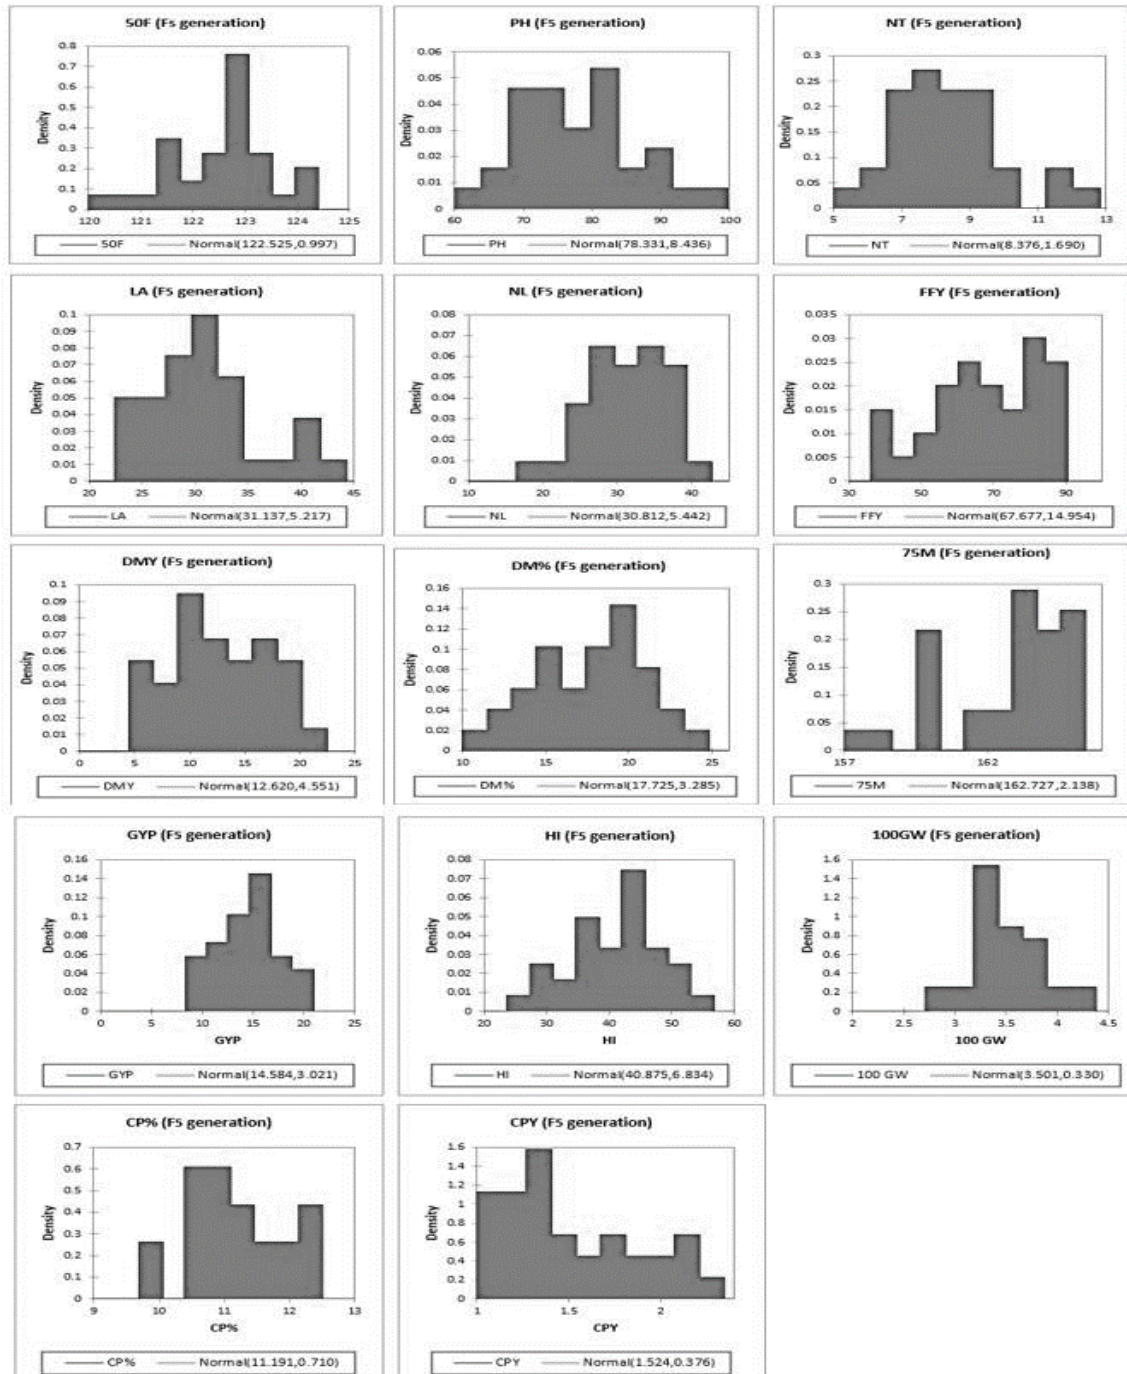 50F (F5 generation)
Density
0.8
0.7
0.6
0.5
0.4
0.3
0.2
0.1
0
120 121 122 123 124 125
50F Normal(122.525,0.997)
PH (F5 generation)
Density
0.06
0.05
0.04
0.03
0.02
0.01
0
60 70 80 90 100
PH Normal(78.331,8.436)
NT (F5 generation)
Density
0.3
0.25
0.2
0.15
0.1
0.05
0
5 7 9 11 13
NT Normal(8.376,1.690)
LA (F5 generation)
Density
0.1
0.09
0.08
0.07
0.06
0.05
0.04
0.03
0.02
0.01
0
20 25 30 35 40 45
LA Normal(31.137,5.217)
NL (F5 generation)
Density
0.08
0.07
0.06
0.05
0.04
0.03
0.02
0.01
0
10 20 30 40
NL Normal(30.812,5.442)
FFY (F5 generation)
Density
0.035
0.03
0.025
0.02
0.015
0.01
0.005
0
30 50 70 90
FFY Normal(67.677,14.954)
DMY (F5 generation)
Density
0.1
0.09
0.08
0.07
0.06
0.05
0.04
0.03
0.02
0.01
0
0 5 10 15 20 25
DMY Normal(12.620,4.551)
DM% (F5 generation)
Density
0.16
0.14
0.12
0.1
0.08
0.06
0.04
0.02
0
10 15 20 25
DM% Normal(17.725,3.285)
75M (F5 generation)
Density
0.3
0.25
0.2
0.15
0.1
0.05
0
157 162
75M Normal(162.727,2.138)
GYP (F5 generation)
Density
0.16
0.14
0.12
0.1
0.08
0.06
0.04
0.02
0
0 5 10 15 20 25
GYP
GYP Normal(14.584,3.021)
HI (F5 generation)
Density
0.08
0.07
0.06
0.05
0.04
0.03
0.02
0.01
0
20 30 40 50 60
HI
HI Normal(40.875,6.834)
100GW (F5 generation)
Density
1.6
1.4
1.2
1
0.8
0.6
0.4
0.2
0
2 2.5 3 3.5 4 4.5
100 GW
100 GW Normal(3.501,0.330)
CP% (F5 generation)
Density
0.7
0.6
0.5
0.4
0.3
0.2
0.1
0
9 10 11 12 13
CP%
CP% Normal(11.191,0.710)
CPY (F5 generation)
Density
1.6
1.4
1.2
1
0.8
0.6
0.4
0.2
0
1 1.5 2
CPY
CPY Normal(1.524,0.376)